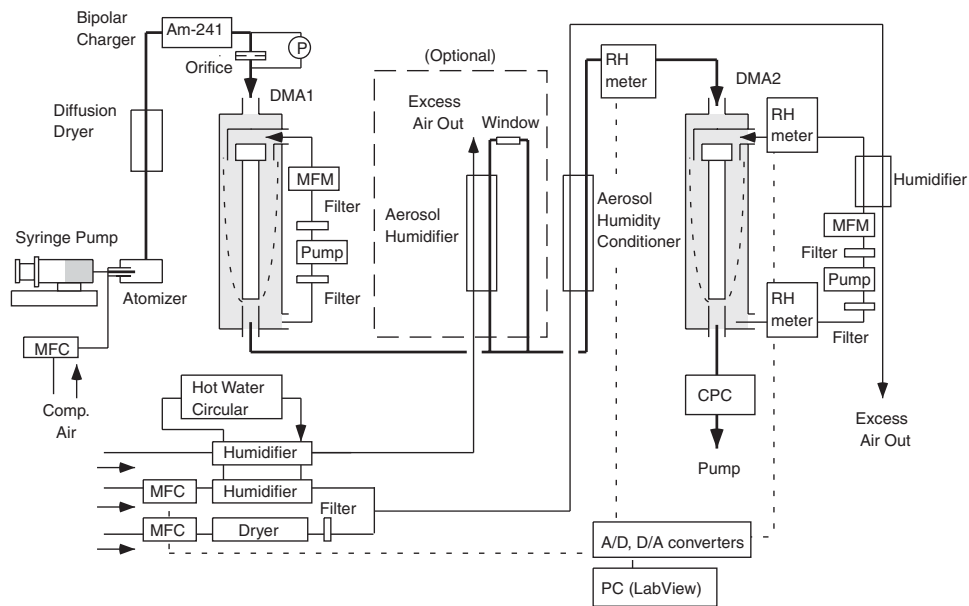 Bipolar
Charger
Am-241
P
Orifice
DMA1
Diffusion
Dryer
MFM
Filter
Pump
Filter
Syringe Pump
Atomizer
MFC
Comp.
Air
(Optional)
Excess
Air Out
Window
Aerosol
Humidifier
Aerosol
Humidity
Conditioner
RH
meter
DMA2
RH
meter
Humidifier
MFM
Filter
Pump
RH
meter
Filter
CPC
Pump
Excess
Air Out
Hot Water
Circular
Humidifier
MFC
Humidifier
Filter
MFC
Dryer
A/D, D/A converters
PC (LabView)